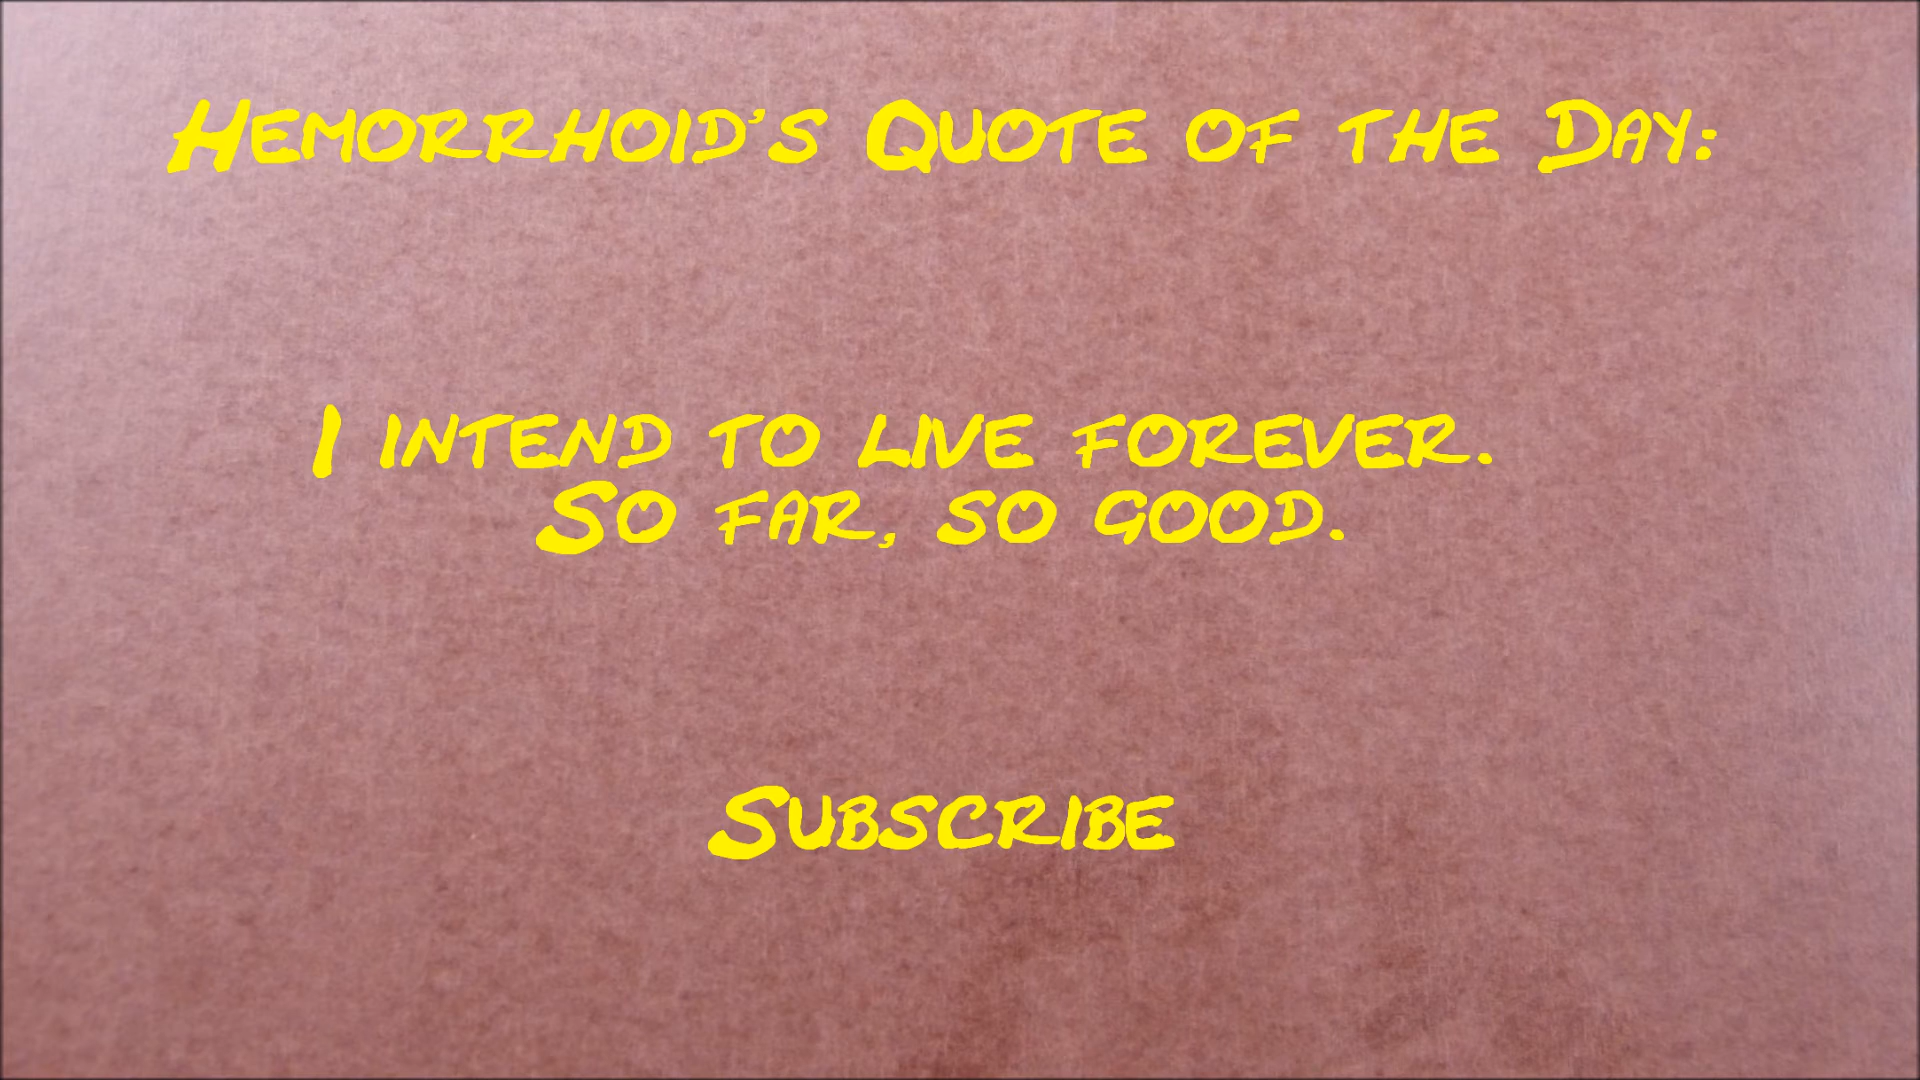 Hemorrhoid's Quote of the Day:
I intend to live forever.
So far, so good.
Subscribe